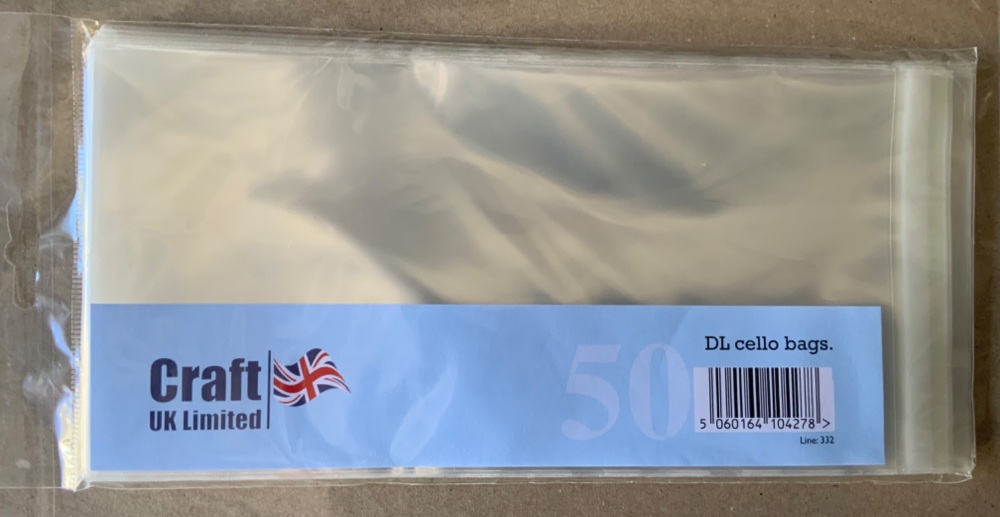 Craft
UK Limited
50
DL cello bags.
5 060164 104278 >
Line: 332